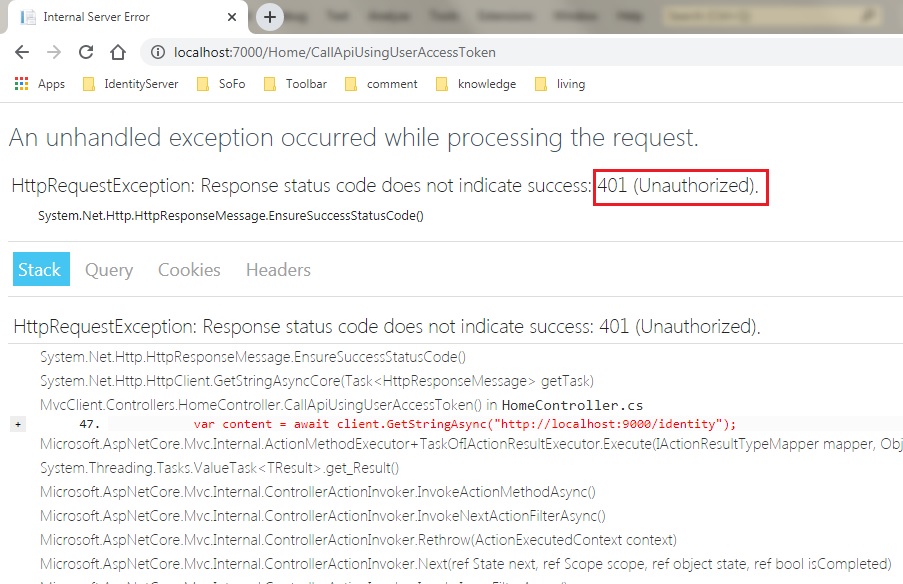 Internal Server Error
localhost:7000/Home/CallApiUsingUserAccessToken
Apps IdentityServer SoFo Toolbar comment knowledge living
An unhandled exception occurred while processing the request.
HttpRequestException: Response status code does not indicate success: 401 (Unauthorized).
System.Net.Http.HttpResponseMessage.EnsureSuccessStatusCode()
Stack Query Cookies Headers
HttpRequestException: Response status code does not indicate success: 401 (Unauthorized).
System.Net.Http.HttpResponseMessage.EnsureSuccessStatusCode()
System.Net.Http.HttpClient.GetStringAsyncCore(Task<HttpResponseMessage> getTask)
MvcClient.Controllers.HomeController.CallApiUsingUserAccessToken() in HomeController.cs
+ 47. var content = await client.GetStringAsync("http://localhost:9000/identity");
Microsoft.AspNetCore.Mvc.Internal.ActionMethodExecutor+TaskOfIActionResultExecutor.Execute(IActionResultTypeMapper mapper, Obj
System.Threading.Tasks.ValueTask<TResult>.get_Result()
Microsoft.AspNetCore.Mvc.Internal.ControllerActionInvoker.InvokeActionMethodAsync()
Microsoft.AspNetCore.Mvc.Internal.ControllerActionInvoker.InvokeNextActionFilterAsync()
Microsoft.AspNetCore.Mvc.Internal.ControllerActionInvoker.Rethrow(ActionExecutedContext context)
Microsoft.AspNetCore.Mvc.Internal.ControllerActionInvoker.Next(ref State next, ref Scope scope, ref object state, ref bool isCompleted)